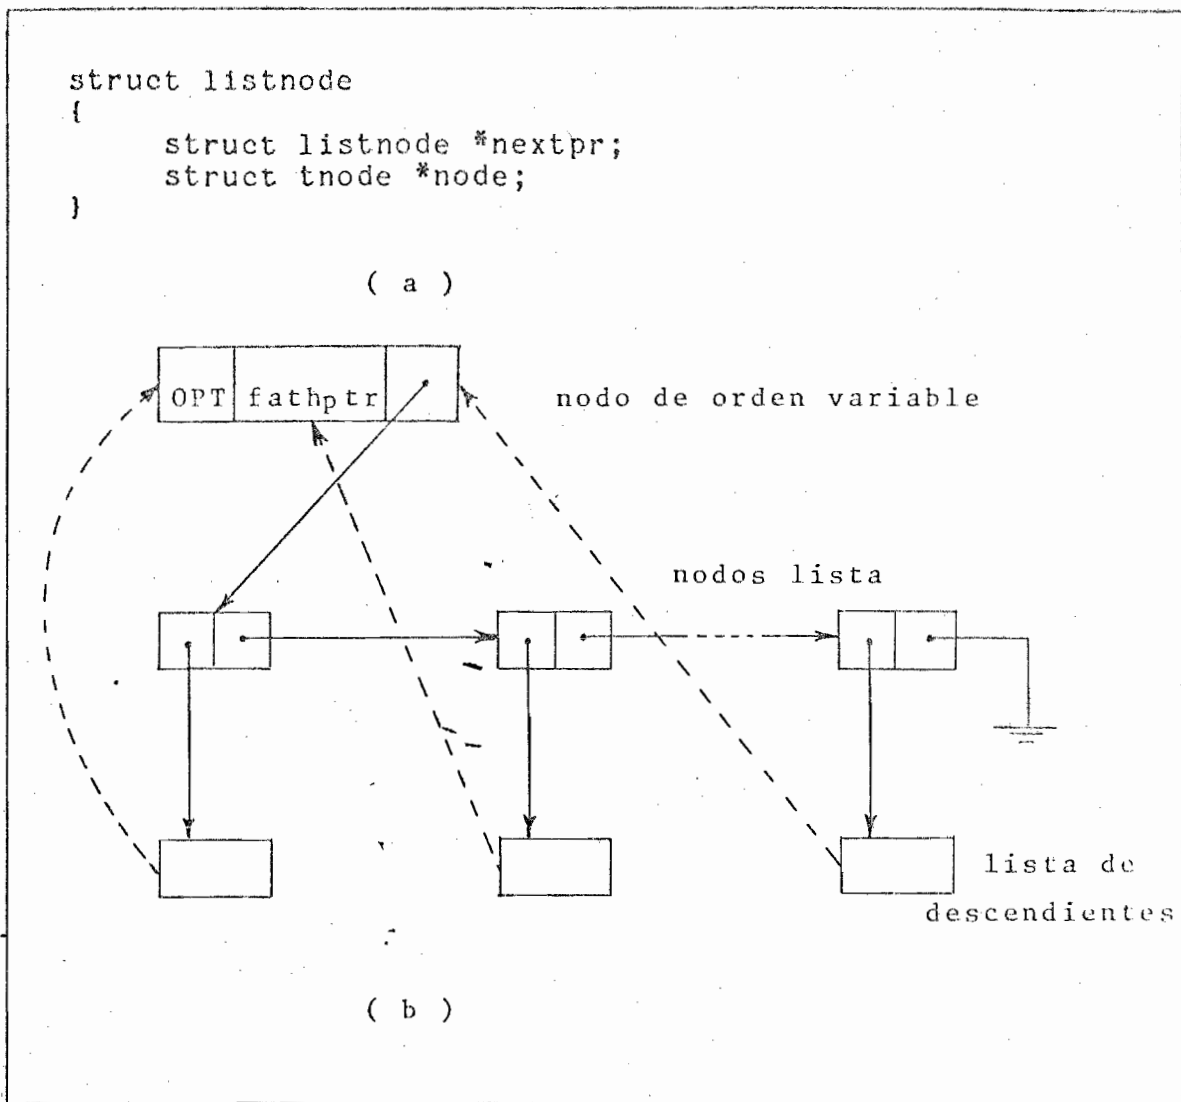 struct listnode
{
struct listnode *nextpr;
struct tnode *node;
}
( a )
OPT fathptr
nodo de orden variable
nodos lista
lista de
descendientes
( b )